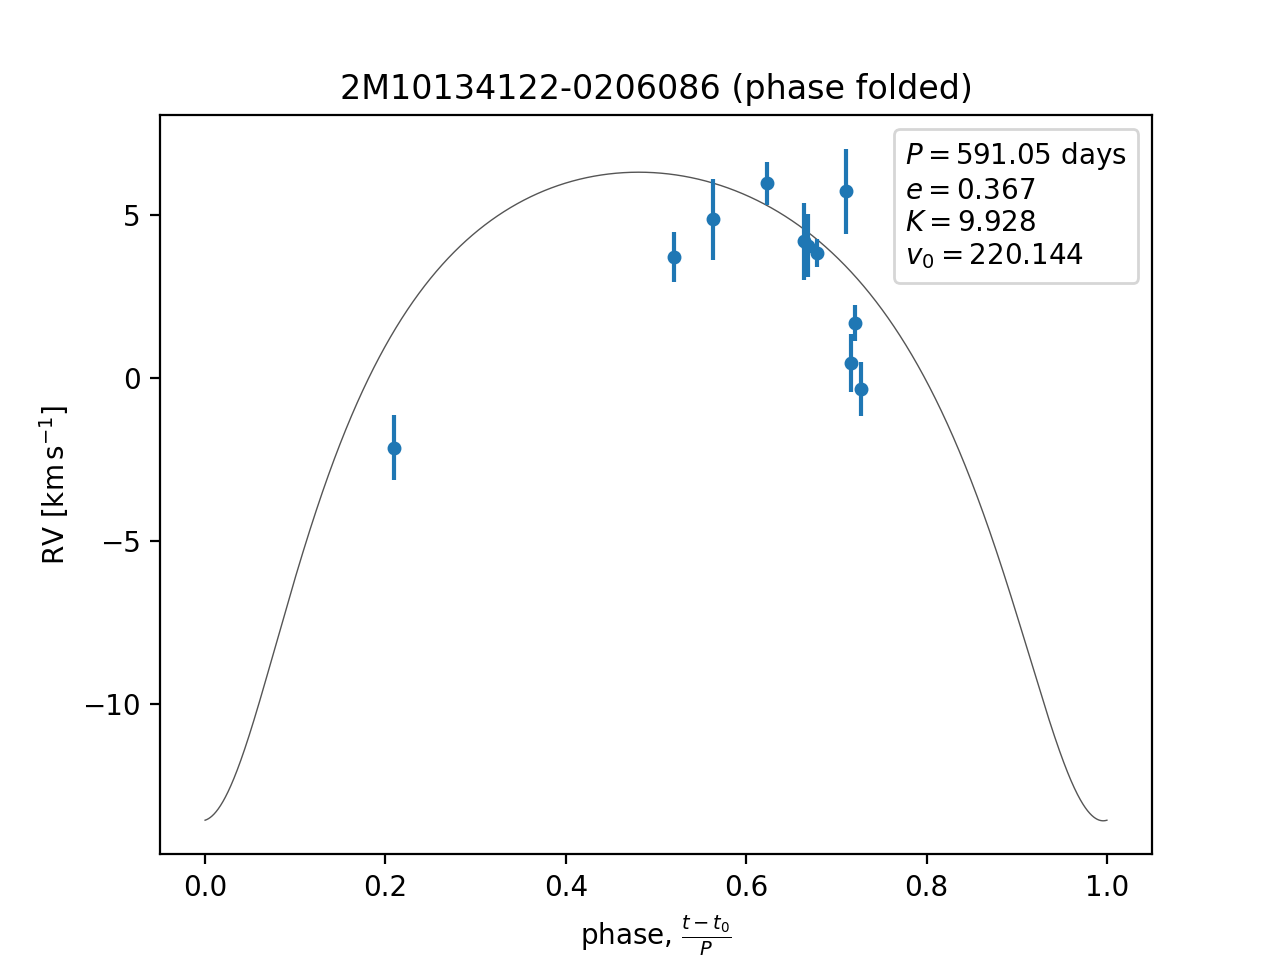 2M10134122-0206086 (phase folded)
P = 591.05 days
e = 0.367
K = 9.928
v₀ = 220.144
RV [km s⁻¹]
5
0
−5
−10
0.0 0.2 0.4 0.6 0.8 1.0
phase, (t − t₀)/P